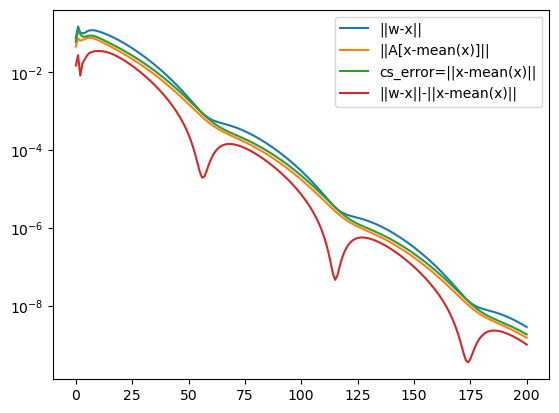 ||w-x||
||A[x-mean(x)]||
cs_error=||x-mean(x)||
||w-x||-||x-mean(x)||
10⁻²
10⁻⁴
10⁻⁶
10⁻⁸
0 25 50 75 100 125 150 175 200